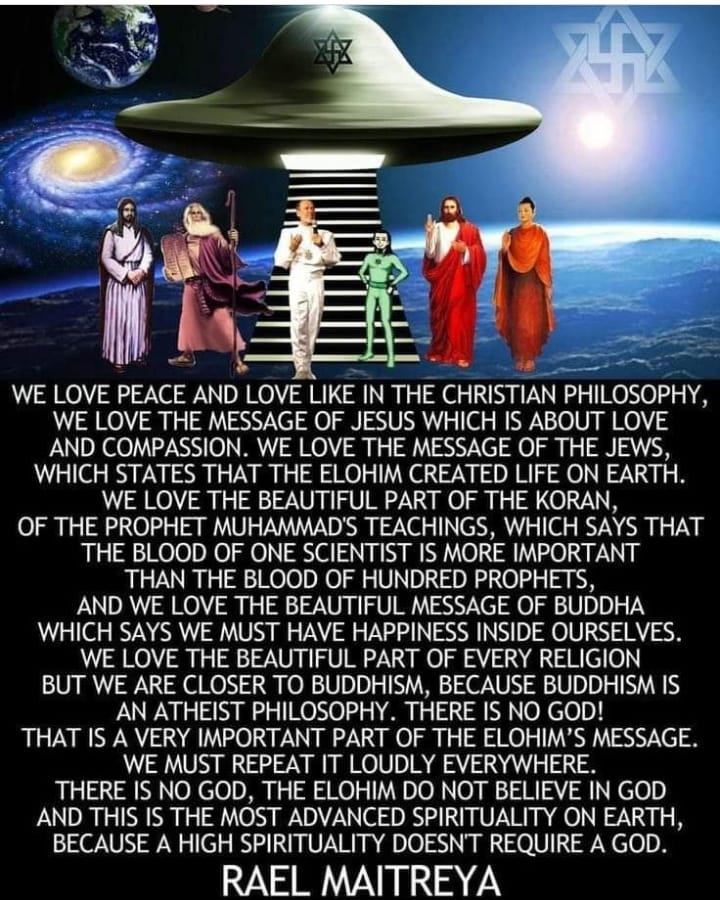 WE LOVE PEACE AND LOVE LIKE IN THE CHRISTIAN PHILOSOPHY,
WE LOVE THE MESSAGE OF JESUS WHICH IS ABOUT LOVE
AND COMPASSION. WE LOVE THE MESSAGE OF THE JEWS,
WHICH STATES THAT THE ELOHIM CREATED LIFE ON EARTH.
WE LOVE THE BEAUTIFUL PART OF THE KORAN,
OF THE PROPHET MUHAMMAD'S TEACHINGS, WHICH SAYS THAT
THE BLOOD OF ONE SCIENTIST IS MORE IMPORTANT
THAN THE BLOOD OF HUNDRED PROPHETS,
AND WE LOVE THE BEAUTIFUL MESSAGE OF BUDDHA
WHICH SAYS WE MUST HAVE HAPPINESS INSIDE OURSELVES.
WE LOVE THE BEAUTIFUL PART OF EVERY RELIGION
BUT WE ARE CLOSER TO BUDDHISM, BECAUSE BUDDHISM IS
AN ATHEIST PHILOSOPHY. THERE IS NO GOD!
THAT IS A VERY IMPORTANT PART OF THE ELOHIM'S MESSAGE.
WE MUST REPEAT IT LOUDLY EVERYWHERE.
THERE IS NO GOD, THE ELOHIM DO NOT BELIEVE IN GOD
AND THIS IS THE MOST ADVANCED SPIRITUALITY ON EARTH,
BECAUSE A HIGH SPIRITUALITY DOESN'T REQUIRE A GOD.
RAEL MAITREYA